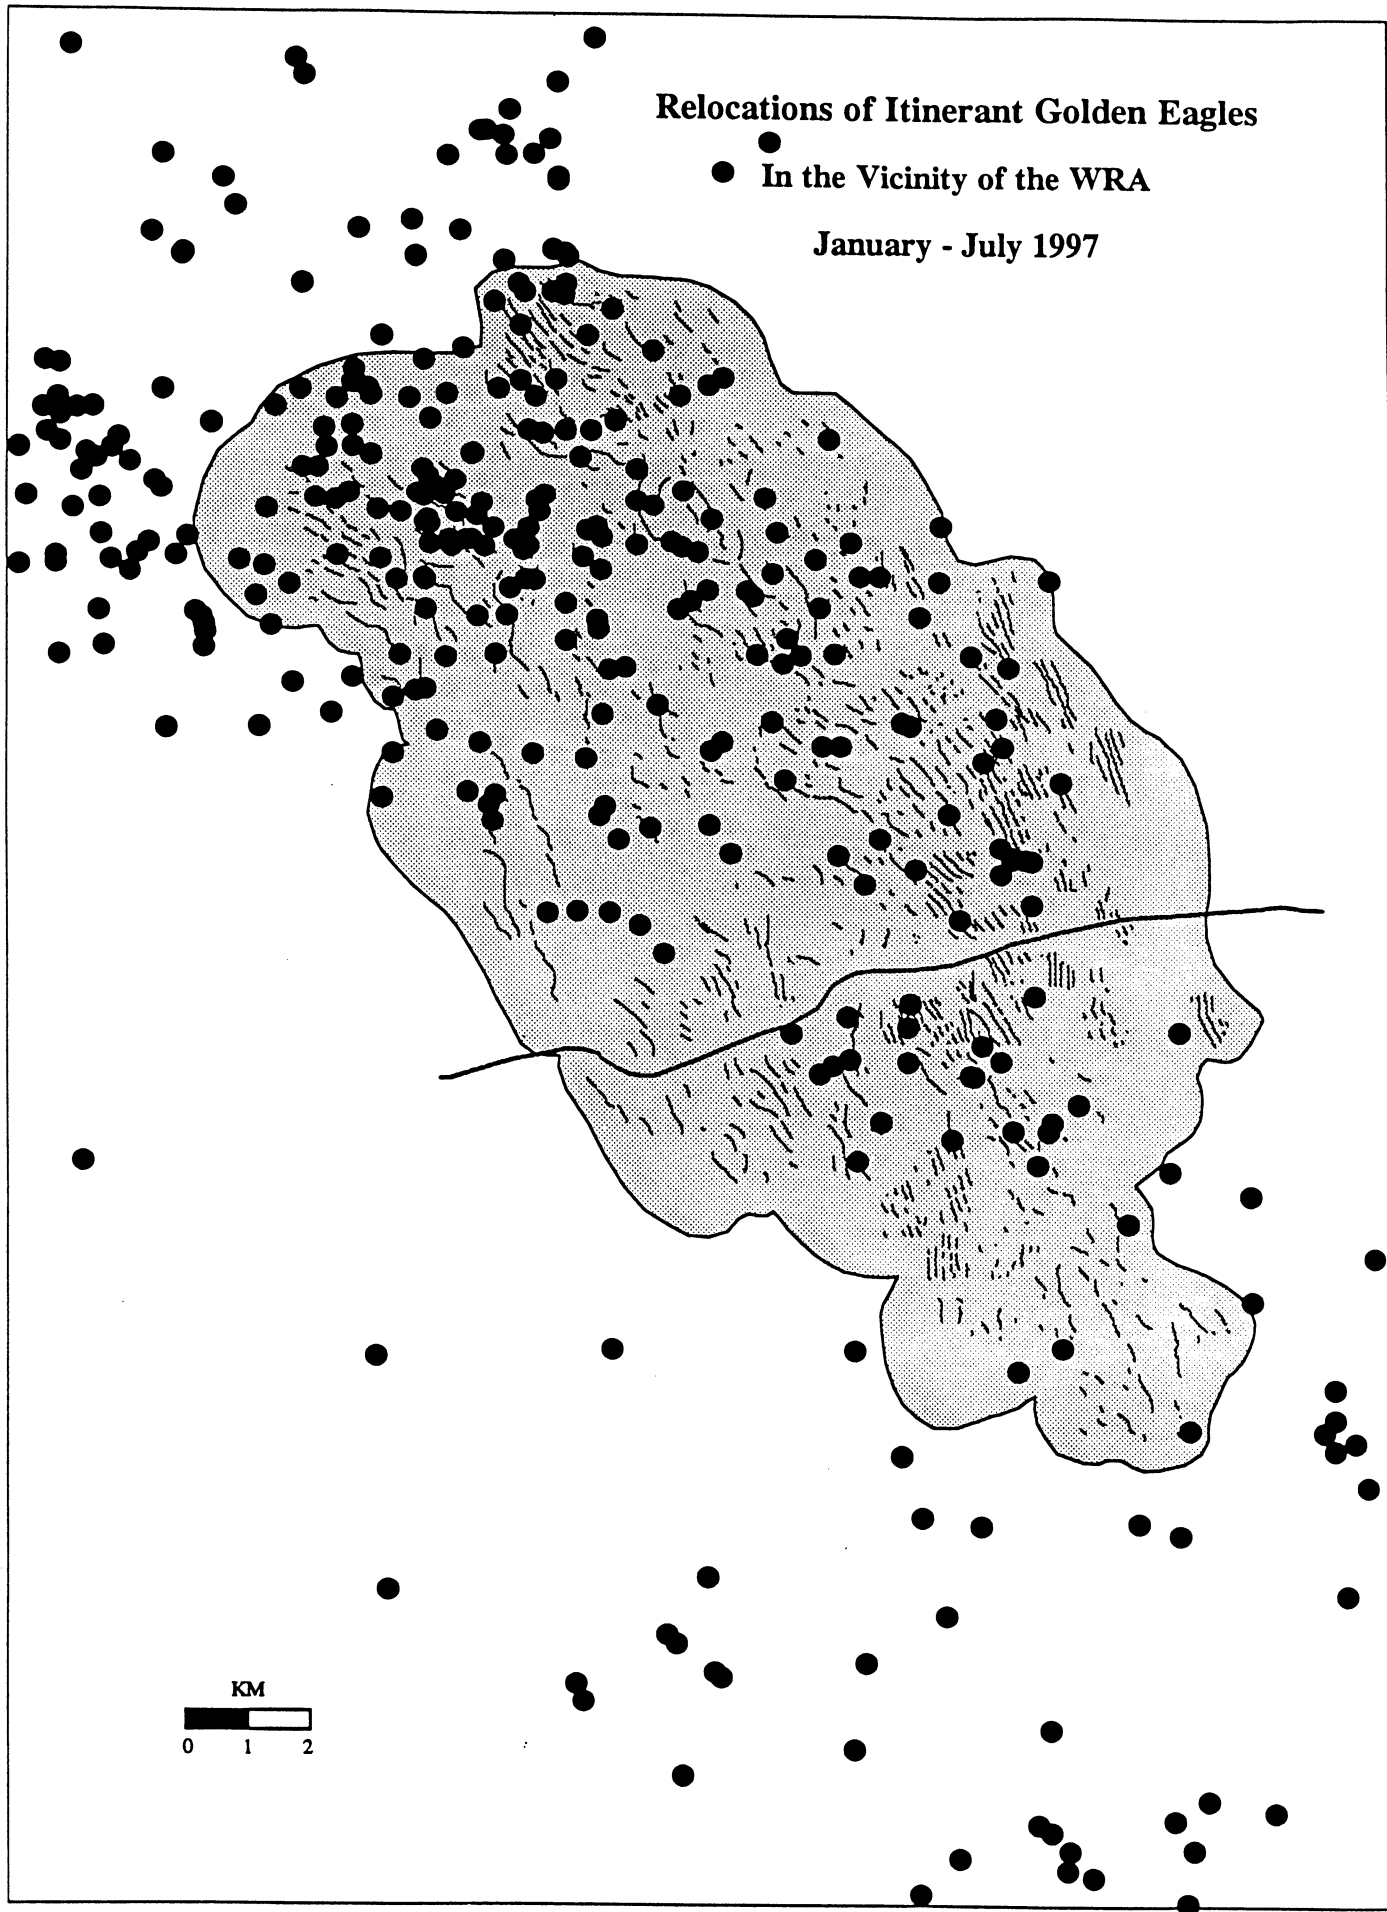 Relocations of Itinerant Golden Eagles
In the Vicinity of the WRA
January - July 1997
KM
0 1 2